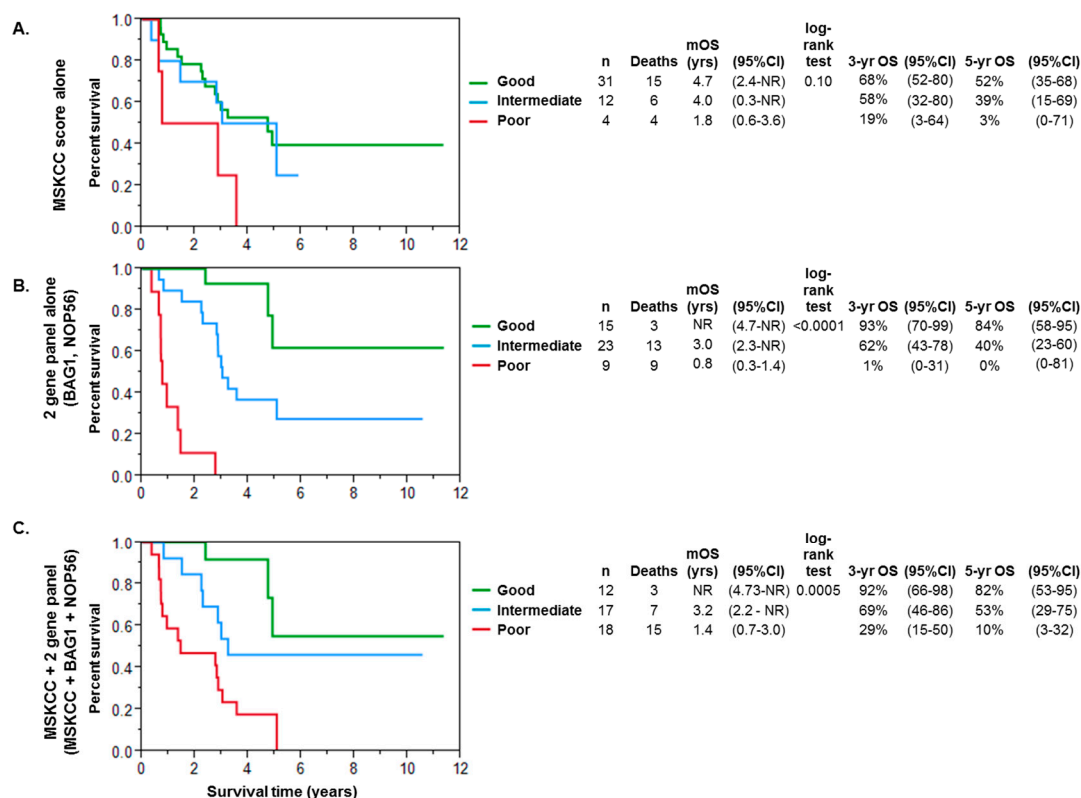 A.
MSKCC score alone
Percent survival
1.0
0.8
0.6
0.4
0.2
0.0
0 2 4 6 8 10 12
log-rank test
n Deaths mOS (yrs) (95%CI) 3-yr OS (95%CI) 5-yr OS (95%CI)
Good 31 15 4.7 (2.4-NR) 0.10 68% (52-80) 52% (35-68)
Intermediate 12 6 4.0 (0.3-NR) 58% (32-80) 39% (15-69)
Poor 4 4 1.8 (0.6-3.6) 19% (3-64) 3% (0-71)
B.
2 gene panel alone
(BAG1, NOP56)
Percent survival
1.0
0.8
0.6
0.4
0.2
0.0
0 2 4 6 8 10 12
log-rank test
n Deaths mOS (yrs) (95%CI) 3-yr OS (95%CI) 5-yr OS (95%CI)
Good 15 3 NR (4.7-NR) <0.0001 93% (70-99) 84% (58-95)
Intermediate 23 13 3.0 (2.3-NR) 62% (43-78) 40% (23-60)
Poor 9 9 0.8 (0.3-1.4) 1% (0-31) 0% (0-81)
C.
MSKCC + 2 gene panel
(MSKCC + BAG1 + NOP56)
Percent survival
1.0
0.8
0.6
0.4
0.2
0.0
0 2 4 6 8 10 12
Survival time (years)
log-rank test
n Deaths mOS (yrs) (95%CI) 3-yr OS (95%CI) 5-yr OS (95%CI)
Good 12 3 NR (4.73-NR) 0.0005 92% (66-98) 82% (53-95)
Intermediate 17 7 3.2 (2.2 - NR) 69% (46-86) 53% (29-75)
Poor 18 15 1.4 (0.7-3.0) 29% (15-50) 10% (3-32)